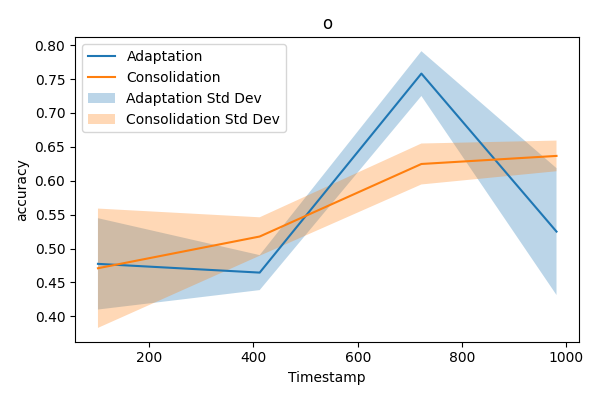 o
Adaptation
Consolidation
Adaptation Std Dev
Consolidation Std Dev
accuracy
0.80
0.75
0.70
0.65
0.60
0.55
0.50
0.45
0.40
200 400 600 800 1000
Timestamp